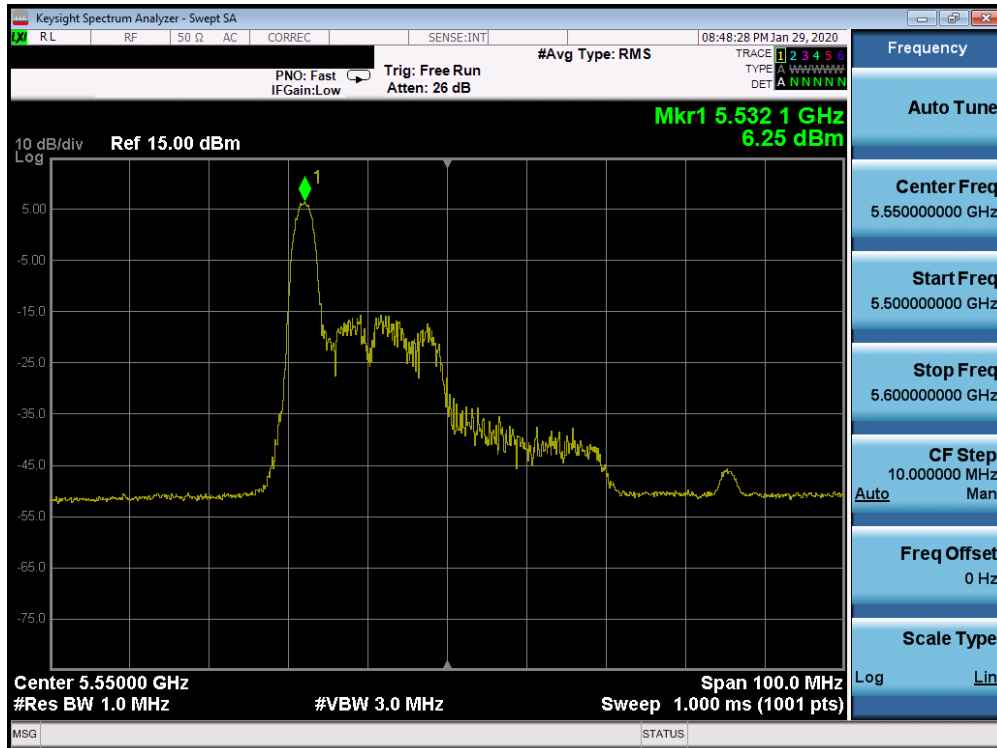 Keysight Spectrum Analyzer - Swept SA
LXI RL RF 50 Ω AC CORREC SENSE:INT 08:48:28 PM Jan 29, 2020
#Avg Type: RMS
TRACE 1 2 3 4 5 6
TYPE A WWWWW
DET A N N N N N
PNO: Fast
IFGain:Low
Trig: Free Run
Atten: 26 dB
Mkr1 5.532 1 GHz
6.25 dBm
10 dB/div
Log
Ref 15.00 dBm
1
5.00
-5.00
-15.0
-25.0
-35.0
-45.0
-55.0
-65.0
-75.0
Center 5.55000 GHz
Span 100.0 MHz
#Res BW 1.0 MHz
#VBW 3.0 MHz
Sweep 1.000 ms (1001 pts)
MSG
STATUS
Frequency
Auto Tune
Center Freq
5.550000000 GHz
Start Freq
5.500000000 GHz
Stop Freq
5.600000000 GHz
CF Step
10.000000 MHz
Auto Man
Freq Offset
0 Hz
Scale Type
Log Lin